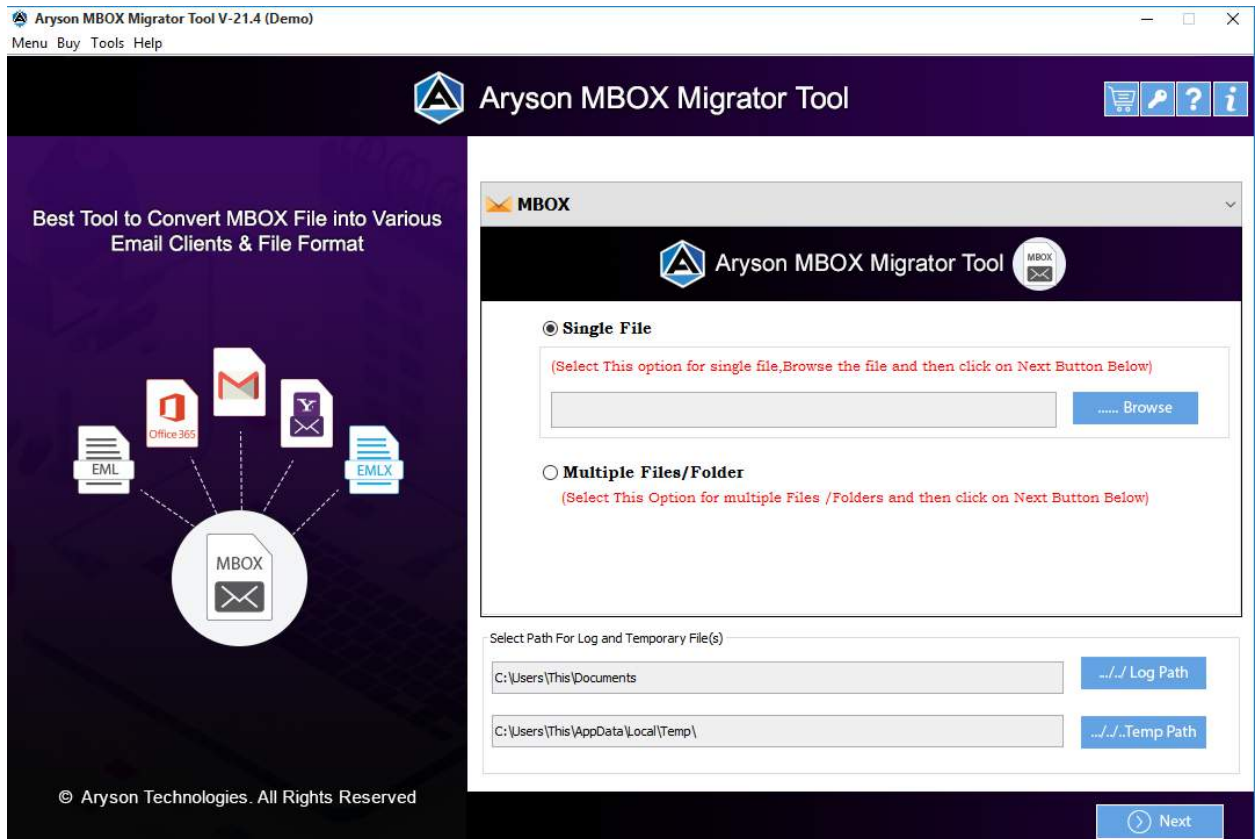 Aryson MBOX Migrator Tool V-21.4 (Demo)
Menu Buy Tools Help
Aryson MBOX Migrator Tool
Best Tool to Convert MBOX File into Various
Email Clients & File Format
EML
Office 365
EMLX
MBOX
© Aryson Technologies. All Rights Reserved
MBOX
Aryson MBOX Migrator Tool
MBOX
Single File
(Select This option for single file,Browse the file and then click on Next Button Below)
...... Browse
Multiple Files/Folder
(Select This Option for multiple Files /Folders and then click on Next Button Below)
Select Path For Log and Temporary File(s)
C:\Users\This\Documents
.../../ Log Path
C:\Users\This\AppData\Local\Temp\
.../../..Temp Path
Next